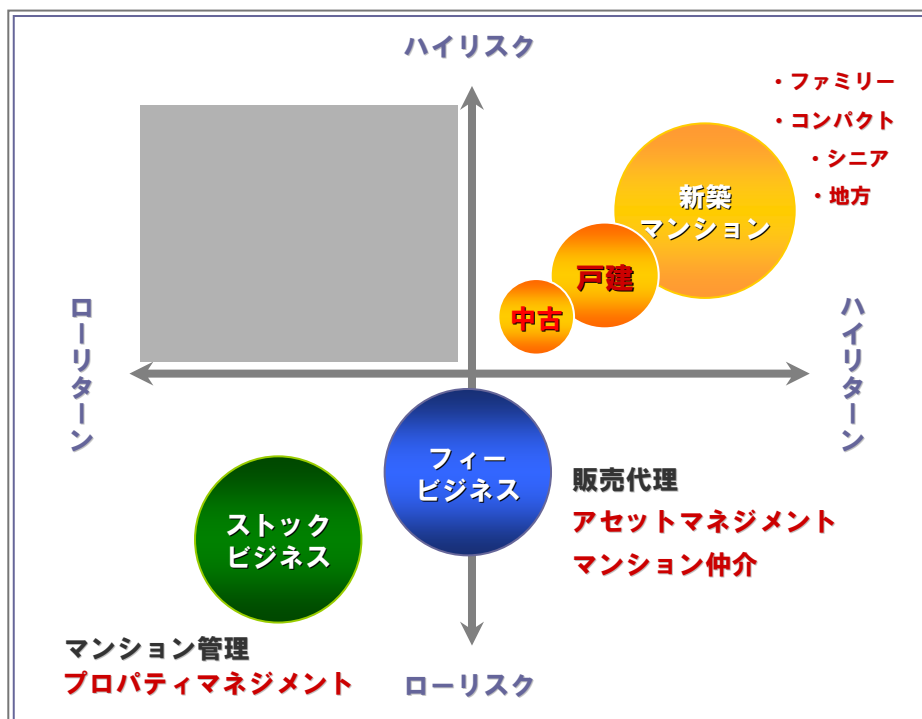 ハイリスク
・ファミリー
・コンパクト
・シニア
・地方
新築
マンション
戸建
中古
ローリターン
ハイリターン
フィー
ビジネス
販売代理
アセットマネジメント
マンション仲介
ストック
ビジネス
マンション管理
プロパティマネジメント
ローリスク